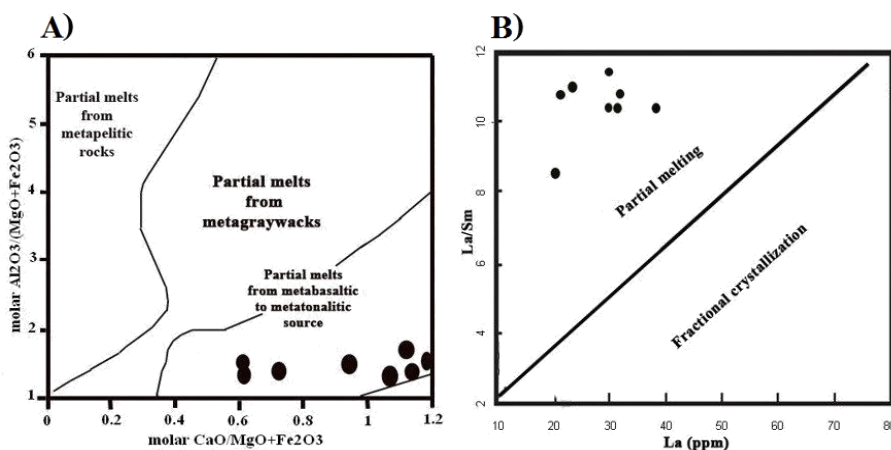 A)
6
5
4
3
2
1
0
0.2
0.4
0.6
0.8
1
1.2
molar Al2O3/(MgO+Fe2O3)
molar CaO/MgO+Fe2O3
Partial melts
from
metapelitic
rocks
Partial melts
from
metagraywacks
Partial melts
from metabasaltic
to metatonalitic
source
B)
12
10
8
6
4
2
10
20
30
40
50
60
70
80
La/Sm
La (ppm)
Partial melting
Fractional crystallization